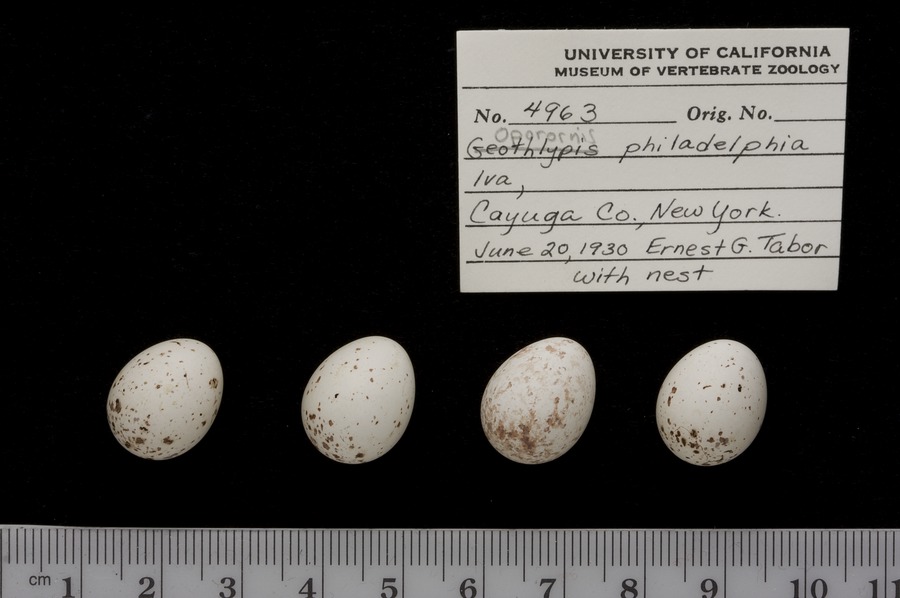 UNIVERSITY OF CALIFORNIA
MUSEUM OF VERTEBRATE ZOOLOGY
No. 4963 Orig. No.
Oporornis
Geothlypis philadelphia
Iva,
Cayuga Co., New York.
June 20, 1930 Ernest G. Tabor
with nest
cm 1 2 3 4 5 6 7 8 9 10 11